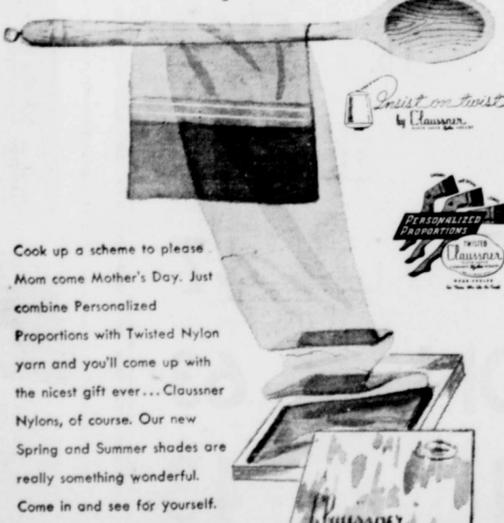 Insist on twist
by Claussner
PERSONALIZED
PROPORTIONS
TWISTED
Claussner
Cook up a scheme to please
Mom come Mother's Day. Just
combine Personalized
Proportions with Twisted Nylon
yarn and you'll come up with
the nicest gift ever... Claussner
Nylons, of course. Our new
Spring and Summer shades are
really something wonderful.
Come in and see for yourself.
Claussner